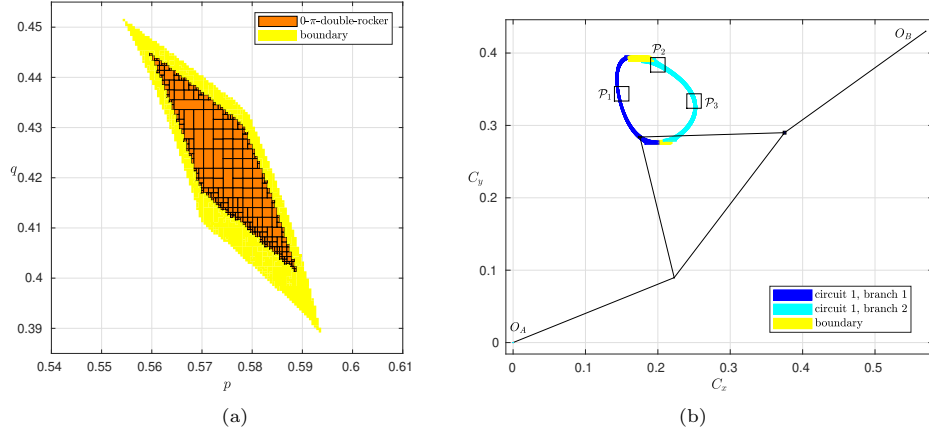 0-π-double-rocker
boundary
0.45
0.44
0.43
q
0.42
0.41
0.4
0.39
0.54
0.55
0.56
0.57
0.58
0.59
0.6
0.61
p
(a)
O_B
0.4
𝒫₂
𝒫₁
𝒫₃
0.3
C_y
0.2
0.1
circuit 1, branch 1
circuit 1, branch 2
boundary
O_A
0
0
0.1
0.2
0.3
0.4
0.5
C_x
(b)